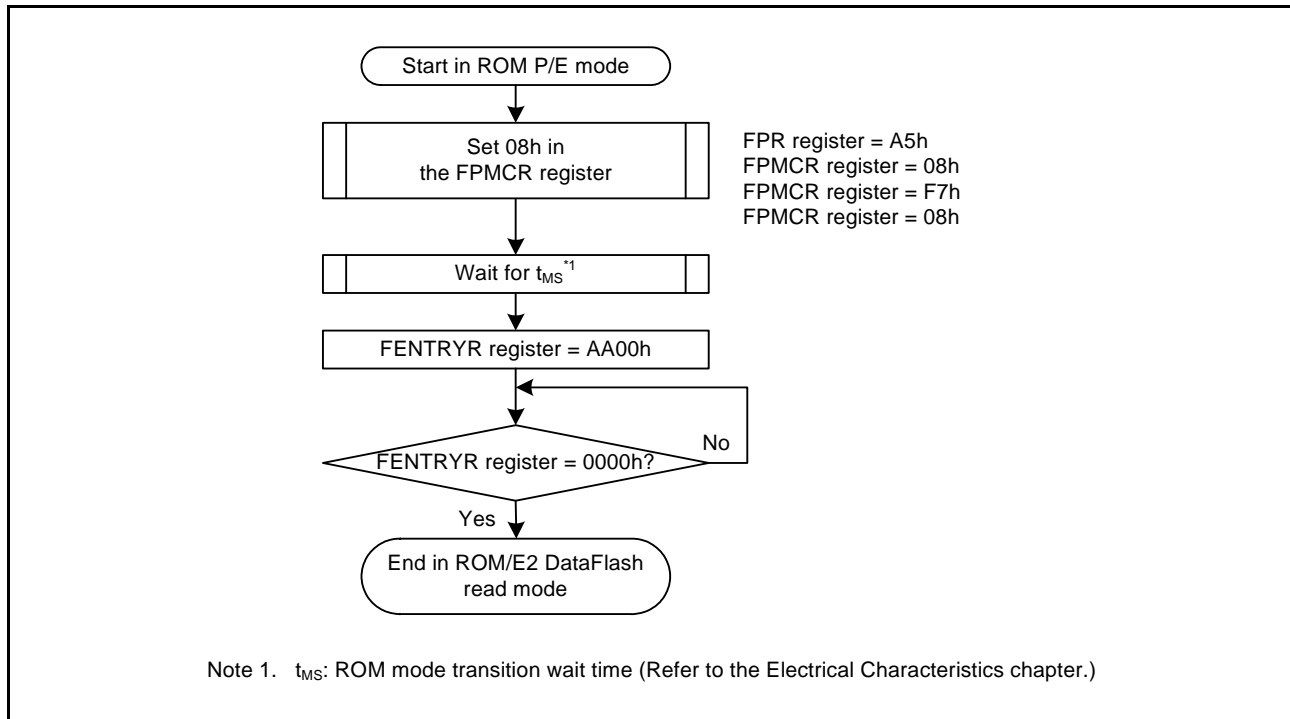 Start in ROM P/E mode
Set 08h in
the FPMCR register
FPR register = A5h
FPMCR register = 08h
FPMCR register = F7h
FPMCR register = 08h
Wait for tMS*1
FENTRYR register = AA00h
No
FENTRYR register = 0000h?
Yes
End in ROM/E2 DataFlash
read mode
Note 1. tMS: ROM mode transition wait time (Refer to the Electrical Characteristics chapter.)